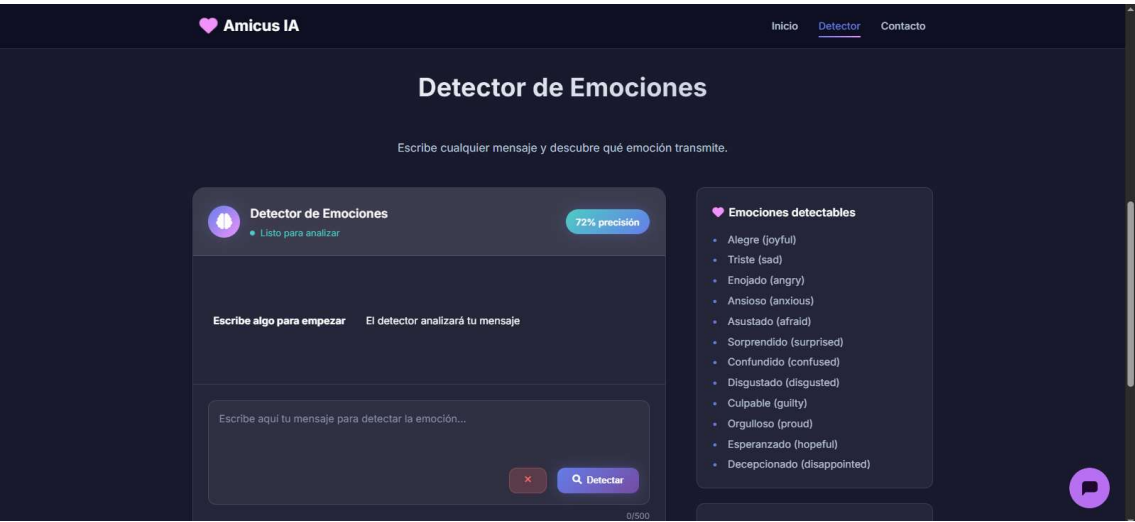 Amicus IA
Inicio Detector Contacto
Detector de Emociones
Escribe cualquier mensaje y descubre qué emoción transmite.
Detector de Emociones
Listo para analizar
72% precisión
Escribe algo para empezar El detector analizará tu mensaje
Escribe aquí tu mensaje para detectar la emoción...
× Detectar
0/500
Emociones detectables
Alegre (joyful)
Triste (sad)
Enojado (angry)
Ansioso (anxious)
Asustado (afraid)
Sorprendido (surprised)
Confundido (confused)
Disgustado (disgusted)
Culpable (guilty)
Orgulloso (proud)
Esperanzado (hopeful)
Decepcionado (disappointed)